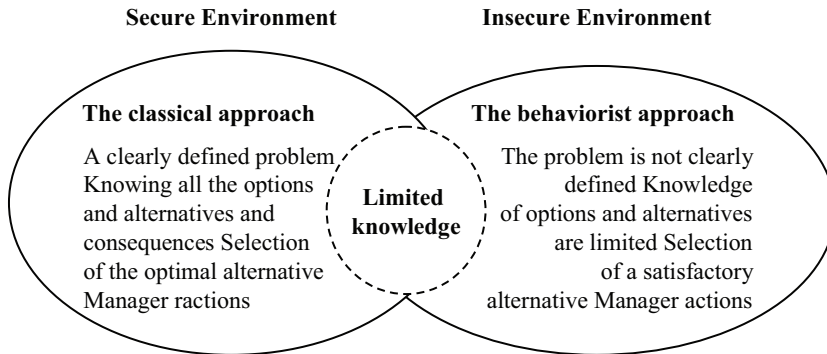 Secure Environment
Insecure Environment
The classical approach
A clearly defined problem
Knowing all the options
and alternatives and
consequences Selection
of the optimal alternative
Manager ractions
Limited
knowledge
The behaviorist approach
The problem is not clearly
defined Knowledge
of options and alternatives
are limited Selection
of a satisfactory
alternative Manager actions